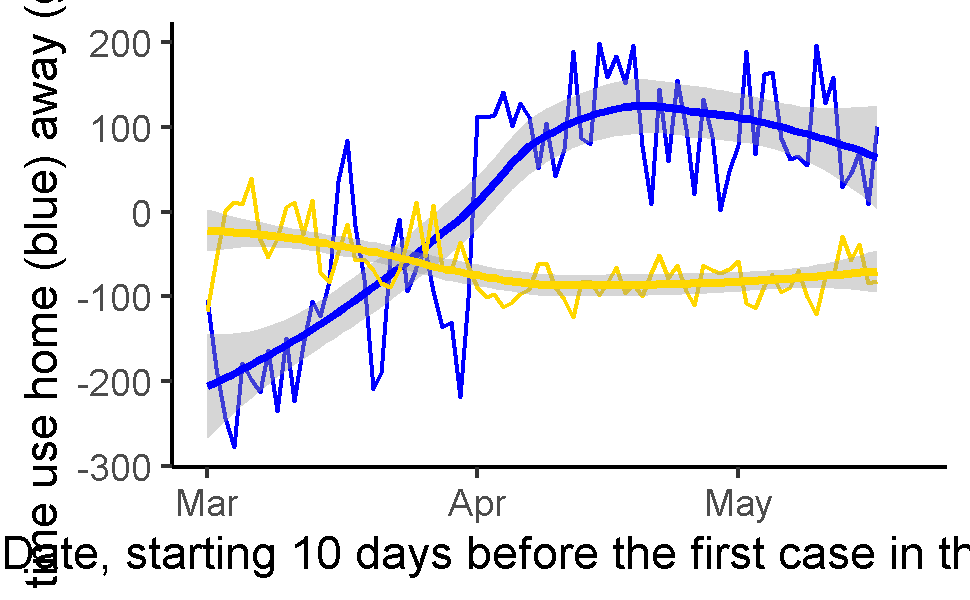 time use home (blue) away (
200
100
0
-100
-200
-300
Mar Apr May
Date, starting 10 days before the first case in th